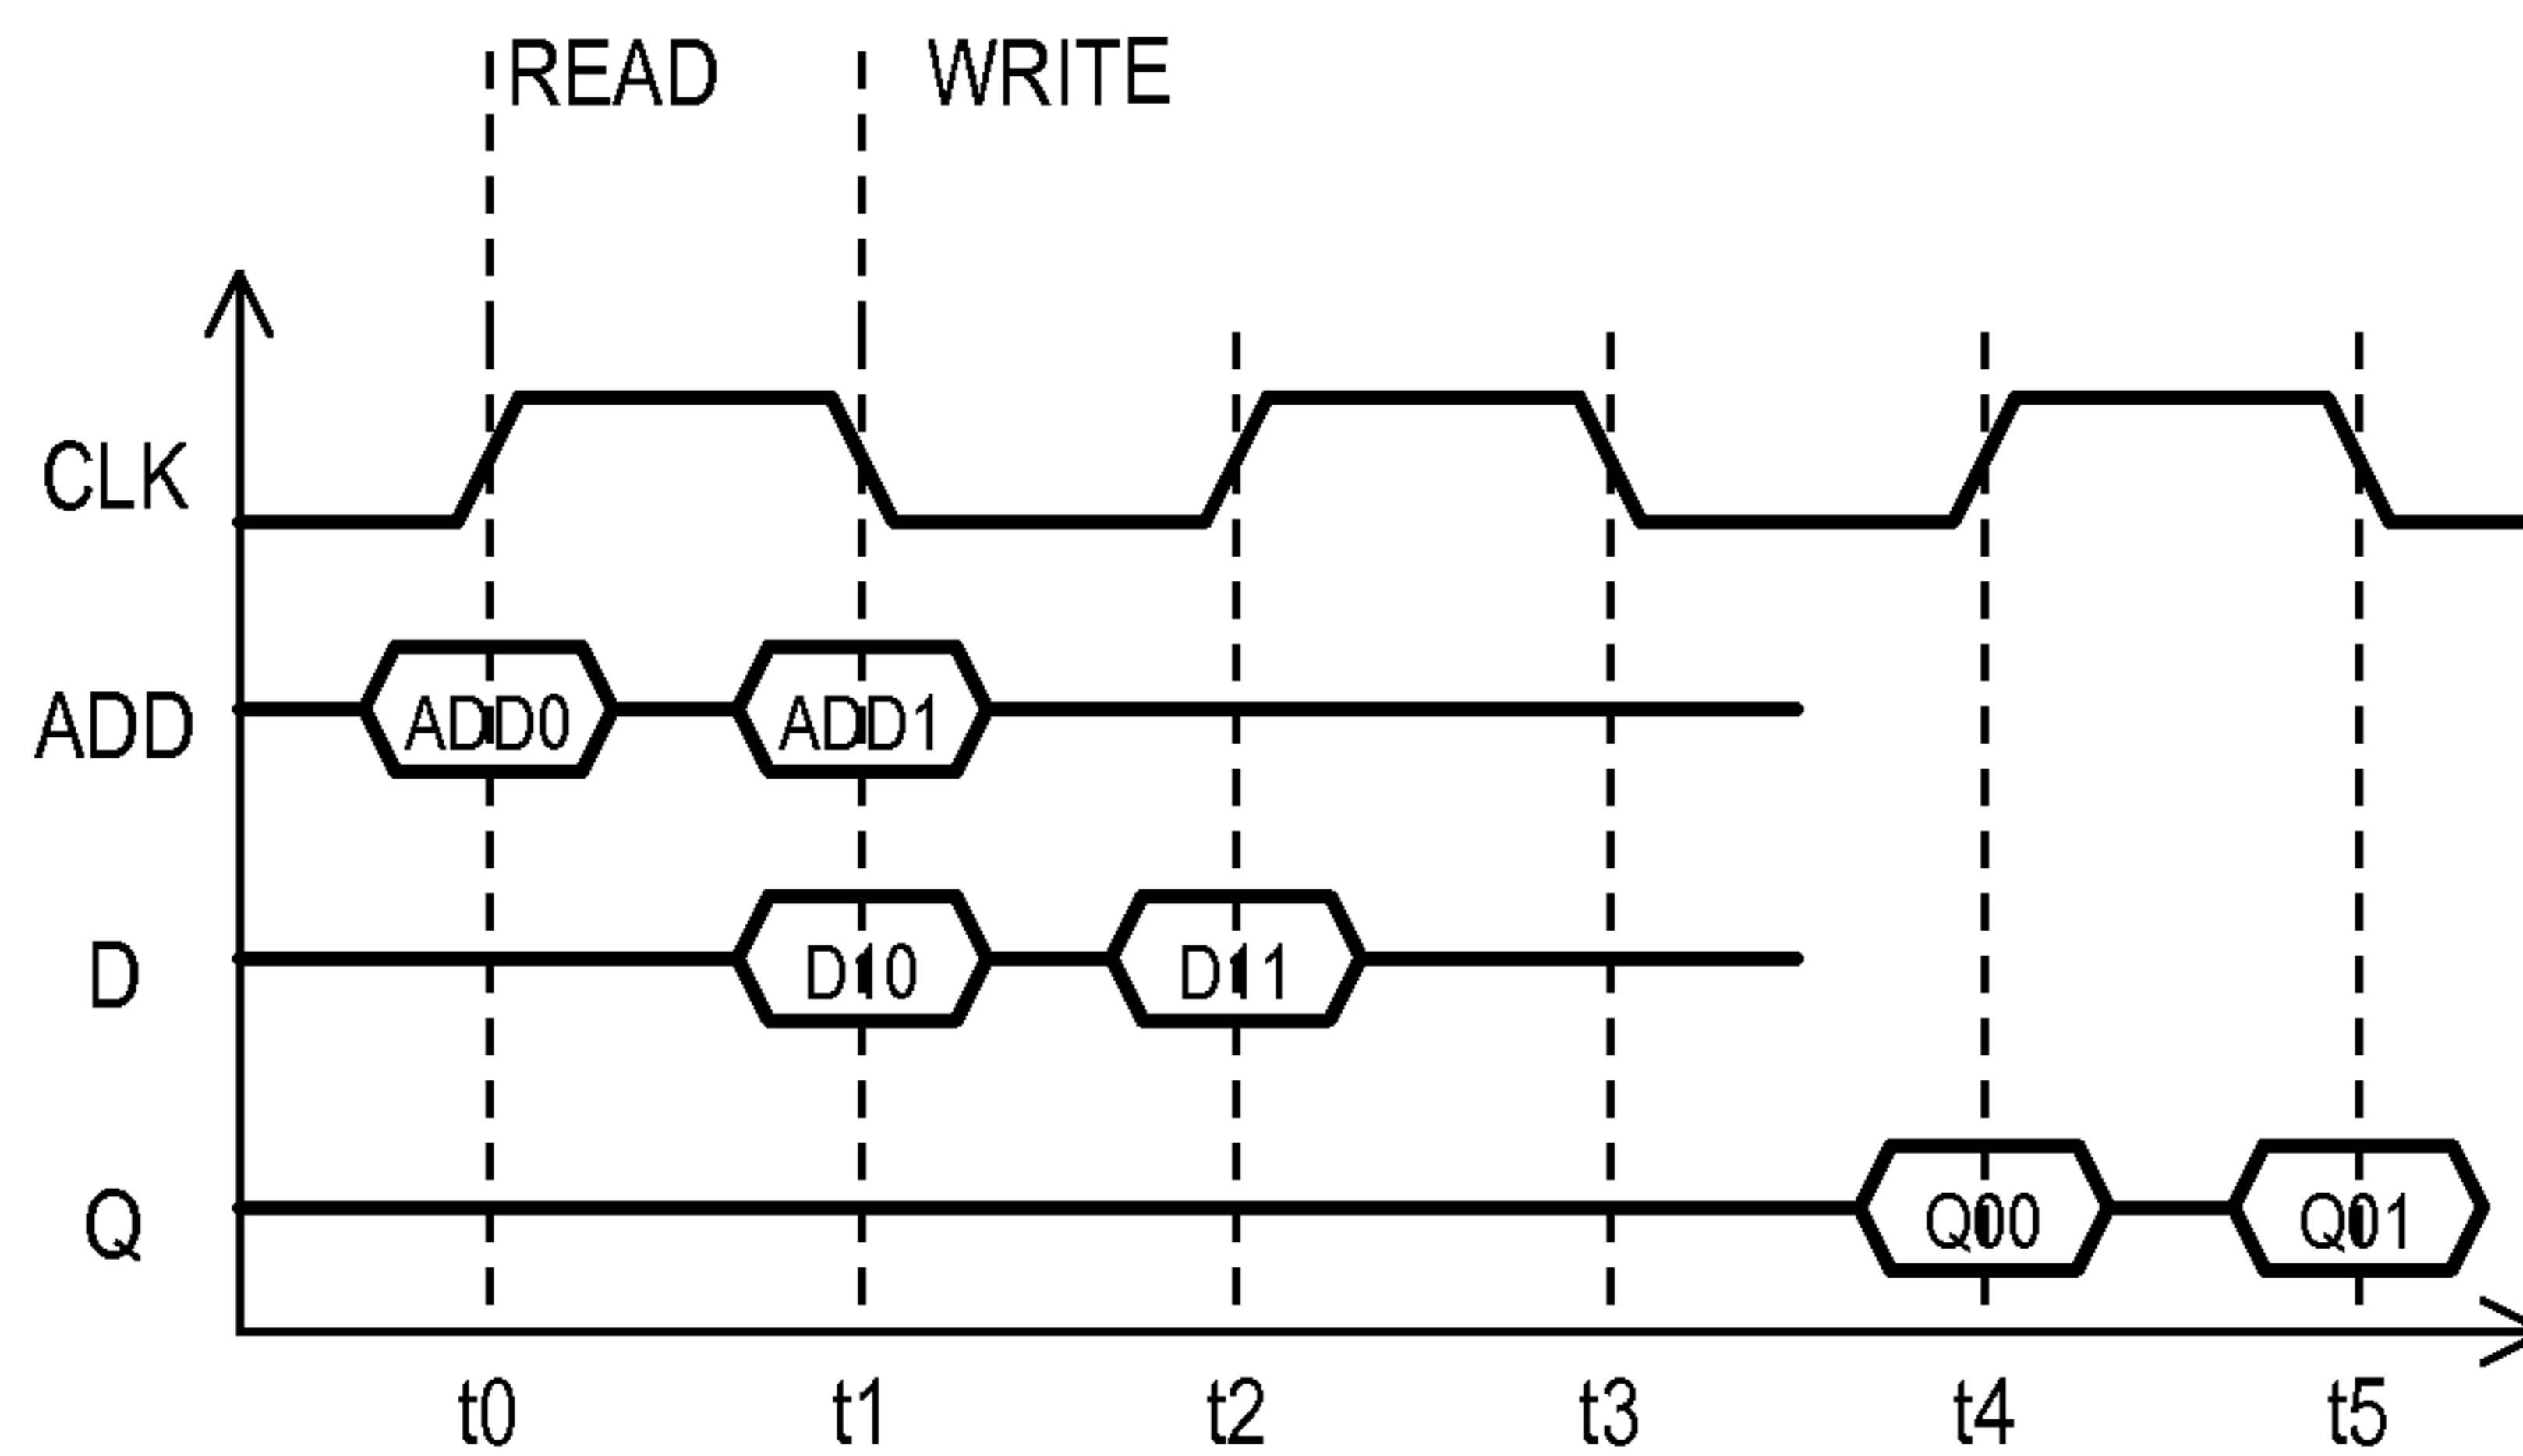 READ WRITE
CLK
ADD ADD0 ADD1
D D10 D11
Q Q00 Q01
t0 t1 t2 t3 t4 t5